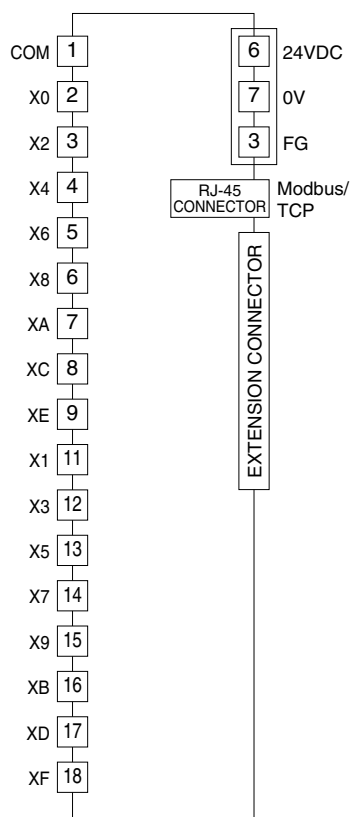 COM 1
X0 2
X2 3
X4 4
X6 5
X8 6
XA 7
XC 8
XE 9
X1 11
X3 12
X5 13
X7 14
X9 15
XB 16
XD 17
XF 18
6 24VDC
7 0V
3 FG
RJ-45
CONNECTOR
Modbus/
TCP
EXTENSION CONNECTOR